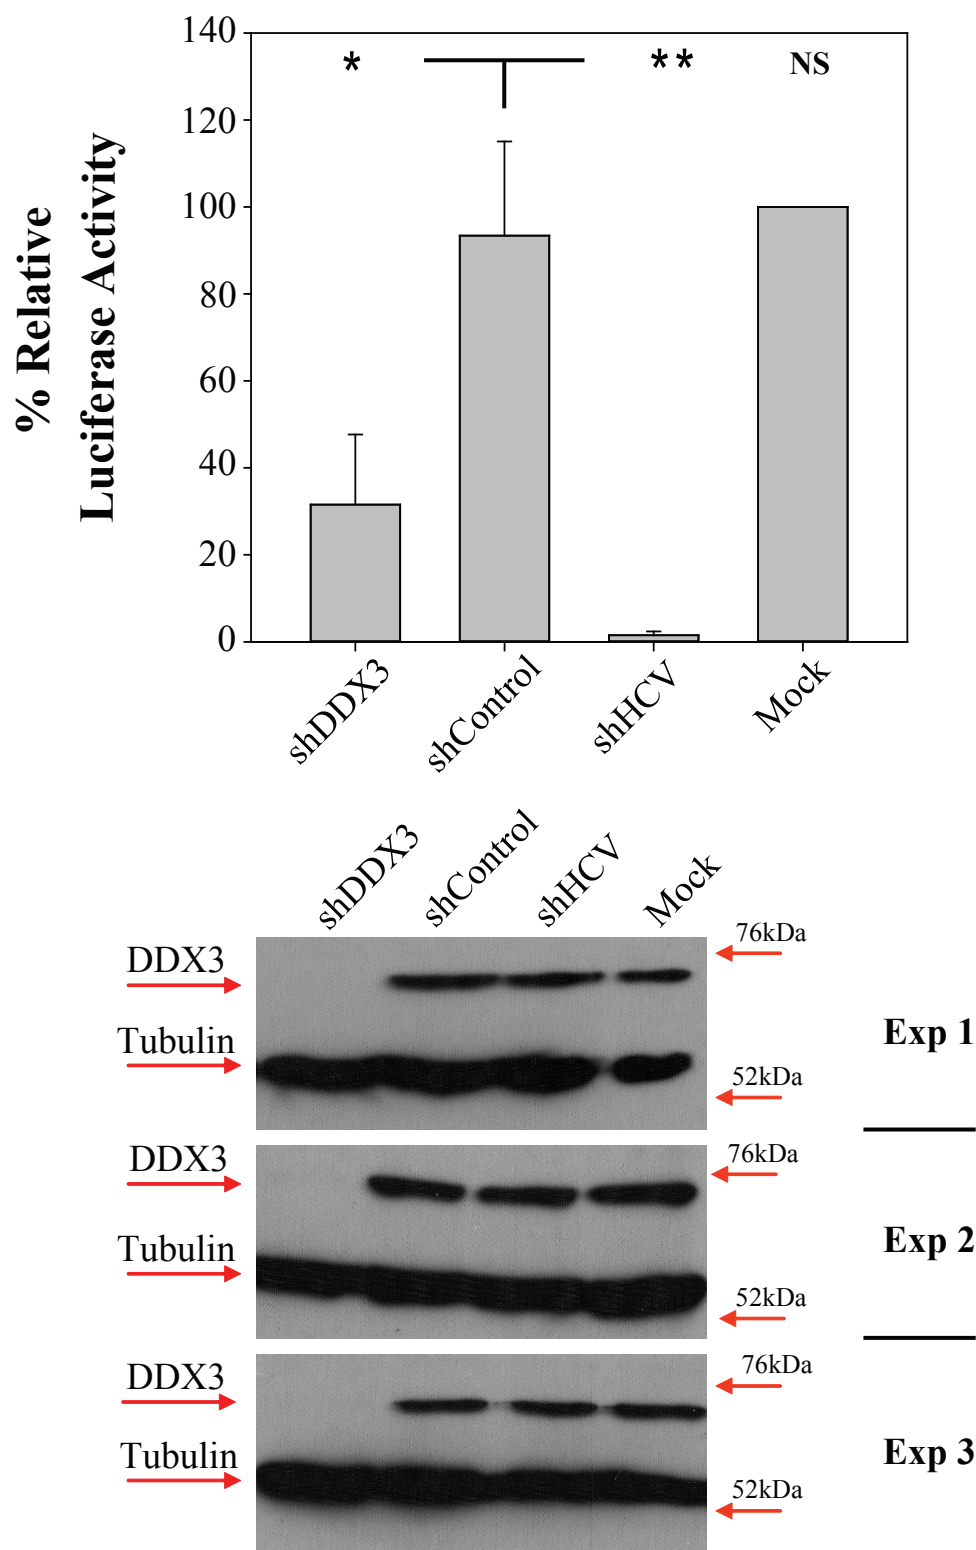 % Relative
Luciferase Activity
140
120
100
80
60
40
20
0
* ** NS
shDDX3 shControl shHCV Mock
shDDX3 shControl shHCV Mock
DDX3
Tubulin
76kDa
52kDa
Exp 1
DDX3
Tubulin
76kDa
52kDa
Exp 2
DDX3
Tubulin
76kDa
52kDa
Exp 3